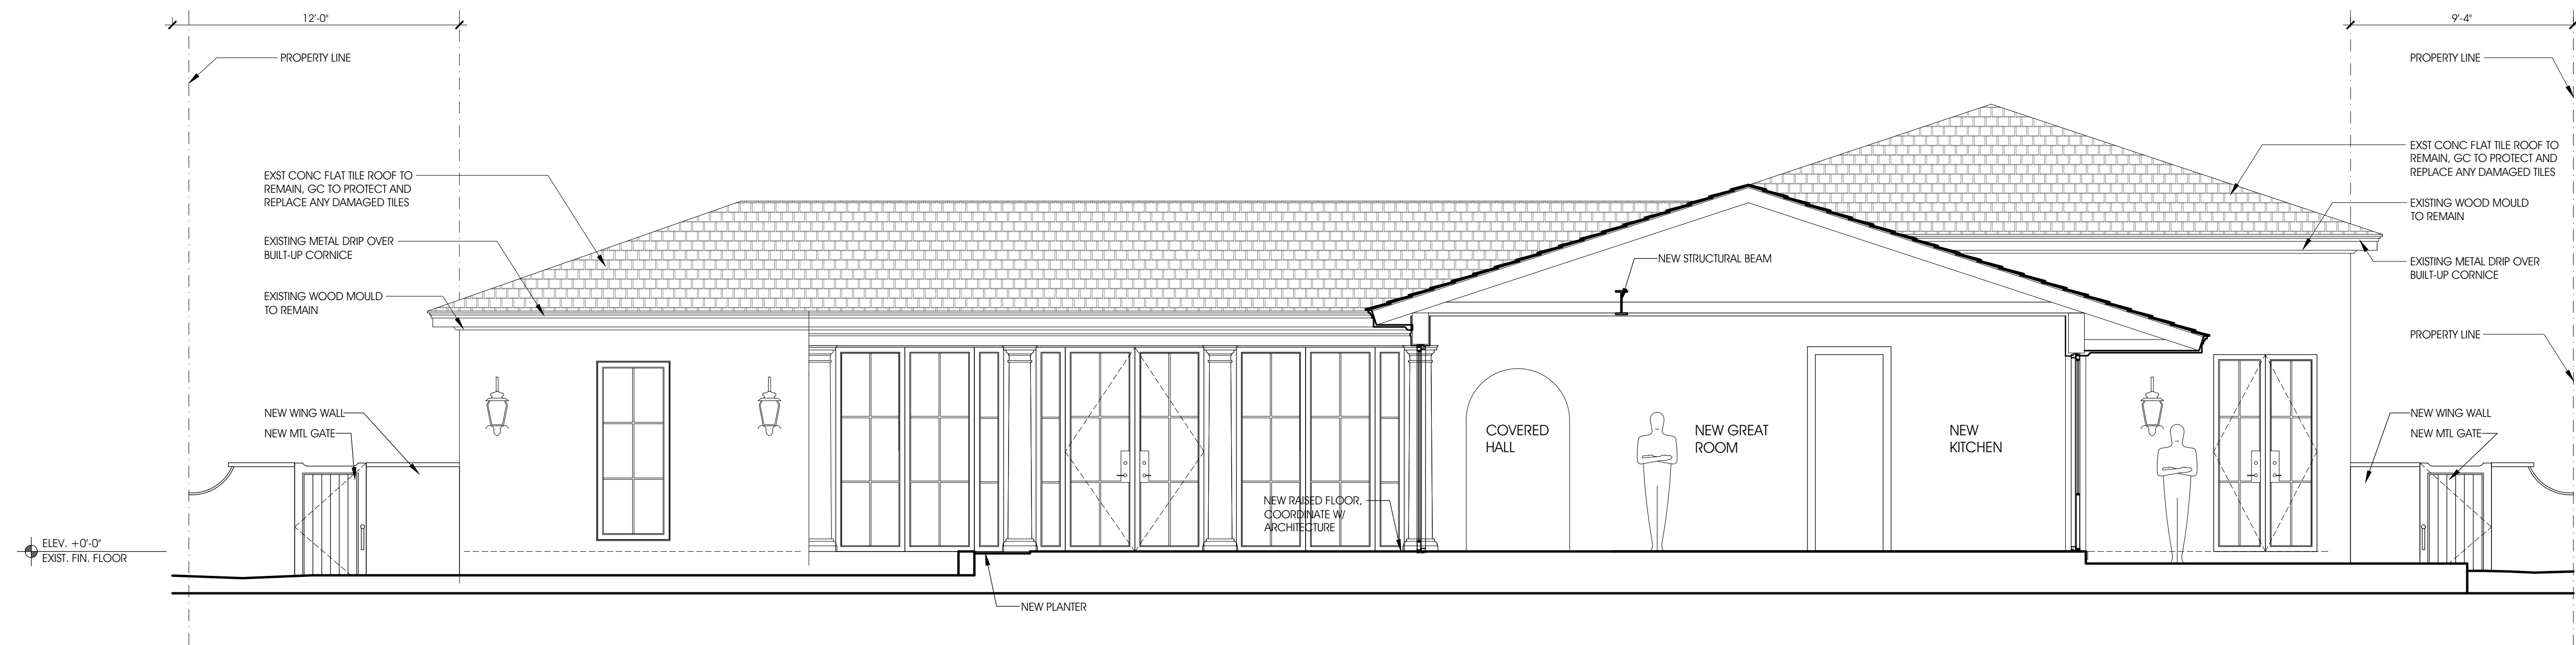 12'-0"
9'-4"
PROPERTY LINE
PROPERTY LINE
EXST CONC FLAT TILE ROOF TO
REMAIN, GC TO PROTECT AND
REPLACE ANY DAMAGED TILES
EXISTING METAL DRIP OVER
BUILT-UP CORNICE
EXISTING WOOD MOULD
TO REMAIN
NEW WING WALL
NEW MTL GATE
ELEV. +0'-0"
EXIST. FIN. FLOOR
NEW PLANTER
NEW RAISED FLOOR,
COORDINATE W/
ARCHITECTURE
NEW STRUCTURAL BEAM
COVERED
HALL
NEW GREAT
ROOM
NEW
KITCHEN
EXST CONC FLAT TILE ROOF TO
REMAIN, GC TO PROTECT AND
REPLACE ANY DAMAGED TILES
EXISTING WOOD MOULD
TO REMAIN
EXISTING METAL DRIP OVER
BUILT-UP CORNICE
PROPERTY LINE
NEW WING WALL
NEW MTL GATE